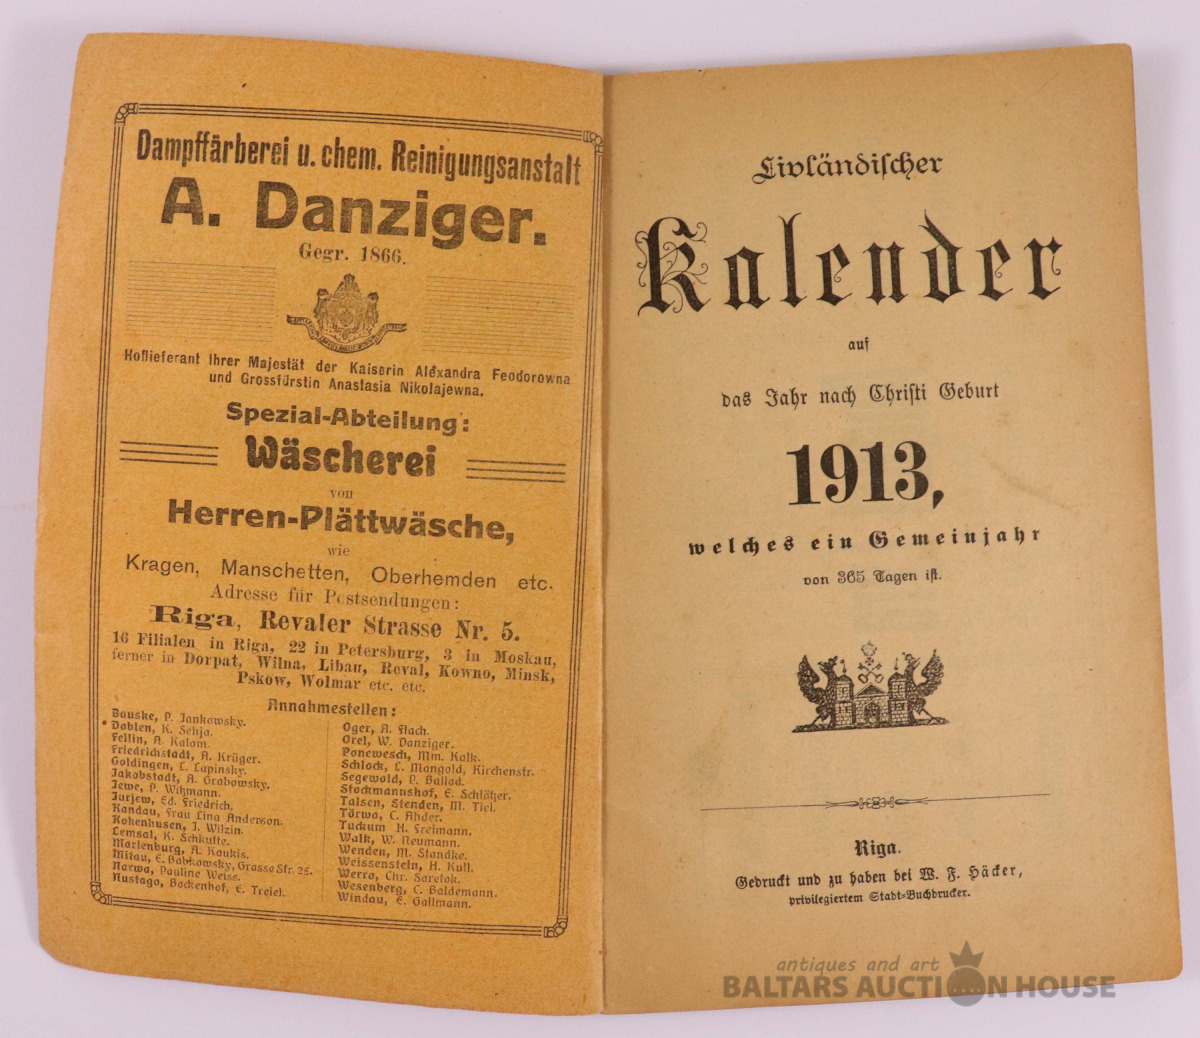 Dampffärberei u. chem. Reinigungsanstalt
A. Danziger.
Gegr. 1866.
Hoflieferant Ihrer Majestät der Kaiserin Alexandra Feodorowna
und Grossfürstin Anastasia Nikolajewna.
Spezial-Abteilung:
Wäscherei
von
Herren-Plättwäsche,
wie
Kragen, Manschetten, Oberhemden etc.
Adresse für Postsendungen:
Riga, Revaler Strasse Nr. 5.
16 Filialen in Riga, 22 in Petersburg, 3 in Moskau,
ferner in Dorpat, Wilna, Libau, Reval, Kowno, Minsk,
Pskow, Wolmar etc. etc.
Annahmestellen:
Bauske, P. Jankowsky.
Doblen, K. Sehja.
Fellin, A. Kalam.
Friedrichstadt, A. Krüger.
Goldingen, L. Lapinsky.
Jakobstadt, A. Grabowsky.
Jewe, P. Witzmann.
Jurjew, Ed. Friedrich.
Kandau, Frau Lina Anderson.
Kokenhusen, J. Wilzin.
Lemsal, K. Schkutte.
Marienburg, A. Kaukis.
Mitau, E. Babkowsky, Grosse Str. 25.
Narwa, Pauline Weiss.
Rustago, Bockenhof, E. Treiel.
Oger, A. Flach.
Orel, W. Danziger.
Ponewesch, Mm. Kolk.
Schlock, L. Mangold, Kirchenstr.
Segewold, P. Ballod.
Stockmannshof, E. Schlötzer.
Talsen, Stenden, M. Tiel.
Törwa, C. Ahder.
Tuckum H. Freimann.
Walk, W. Neumann.
Wenden, M. Standke.
Weissenstein, H. Kull.
Werro, Chr. Saretok.
Wesenberg, C. Baldemann.
Windau, E. Gallmann.
Livländischer
Kalender
auf
das Jahr nach Christi Geburt
1913,
welches ein Gemeinjahr
von 365 Tagen ist.
Riga.
Gedruckt und zu haben bei W. F. Häcker,
privilegiertem Stadt-Buchdrucker.
antiques and art
BALTARS AUCTION HOUSE